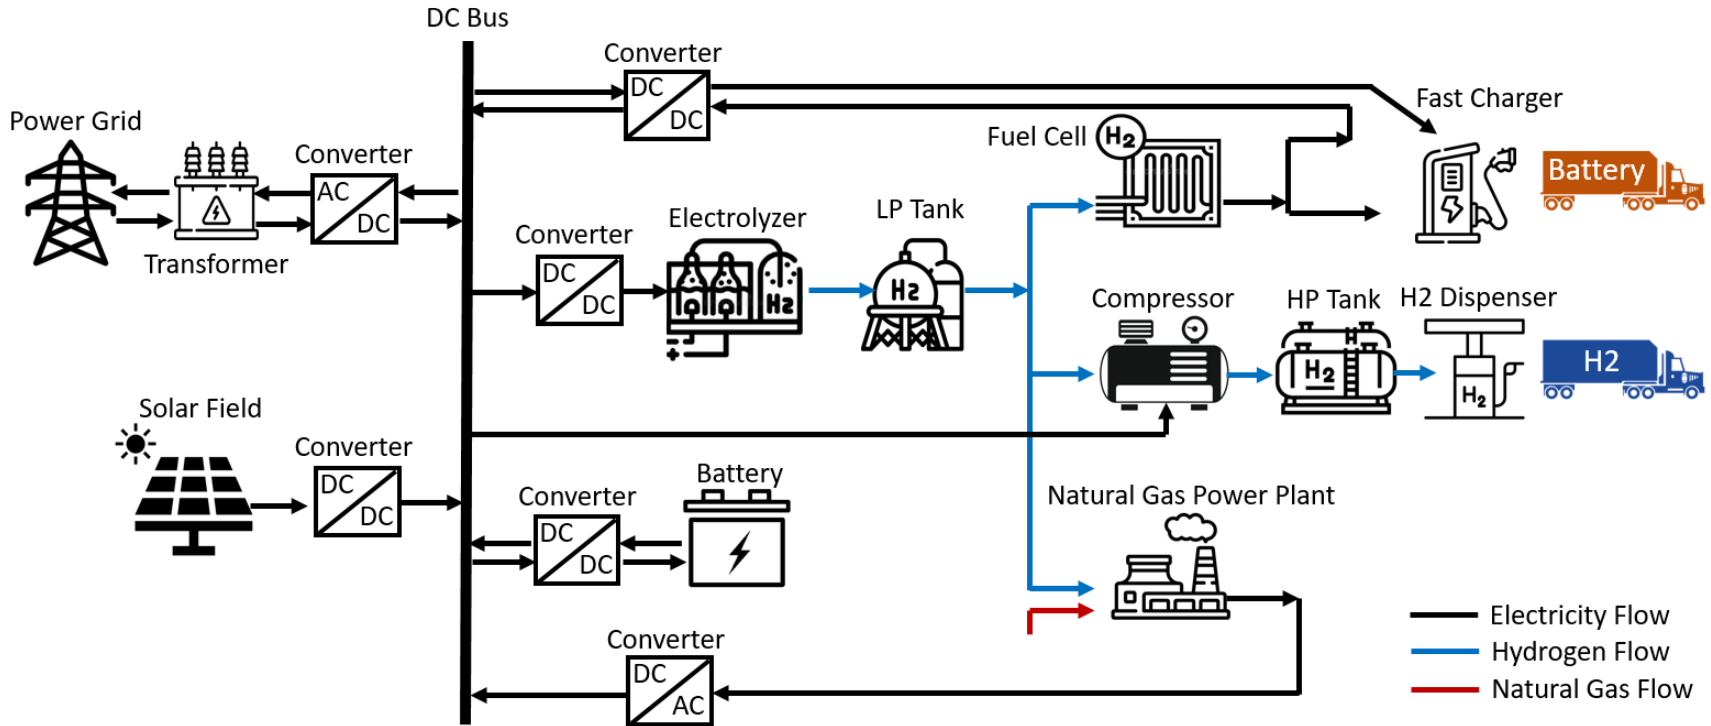 DC Bus
Converter
DC
DC
Fast Charger
Power Grid
Fuel Cell
H2
Battery
Converter
AC
DC
Transformer
Electrolyzer
LP Tank
Converter
DC
DC
H2
H2
Compressor
HP Tank
H2 Dispenser
H
H2
H2
H2
Solar Field
Converter
DC
DC
Battery
Converter
DC
DC
Natural Gas Power Plant
Converter
DC
AC
Electricity Flow
Hydrogen Flow
Natural Gas Flow